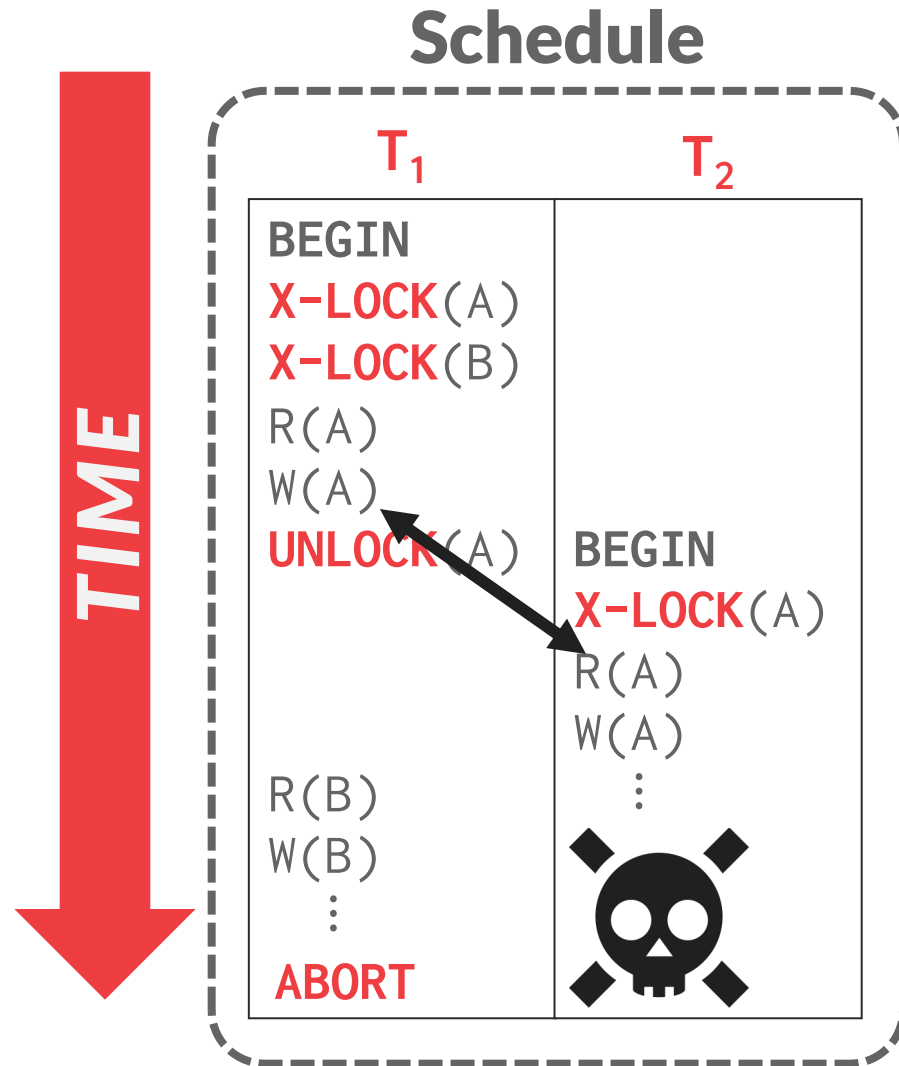 Schedule
TIME
T₁ T₂
BEGIN
X-LOCK(A)
X-LOCK(B)
R(A)
W(A)
UNLOCK(A) BEGIN
X-LOCK(A)
R(A)
W(A)
⋮
R(B)
W(B)
⋮
ABORT